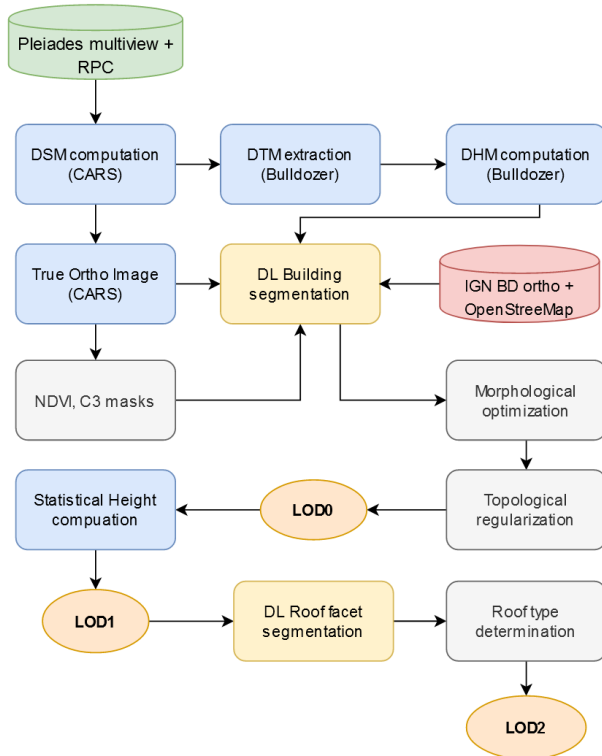 Pleiades multiview +
RPC
DSM computation
(CARS)
DTM extraction
(Bulldozer)
DHM computation
(Bulldozer)
True Ortho Image
(CARS)
DL Building
segmentation
IGN BD ortho +
OpenStreeMap
NDVI, C3 masks
Morphological
optimization
Statistical Height
compuation
LOD0
Topological
regularization
LOD1
DL Roof facet
segmentation
Roof type
determination
LOD2